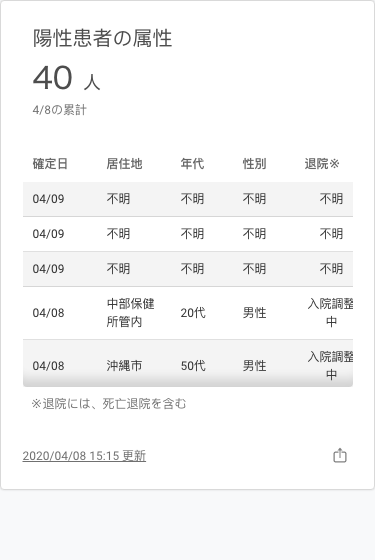 陽性患者の属性
40 人
4/8の累計
確定日 居住地 年代 性別 退院※
04/09 不明 不明 不明 不明
04/09 不明 不明 不明 不明
04/09 不明 不明 不明 不明
04/08 中部保健所管内 20代 男性 入院調整中
04/08 沖縄市 50代 男性 入院調整中
※退院には、死亡退院を含む
2020/04/08 15:15 更新